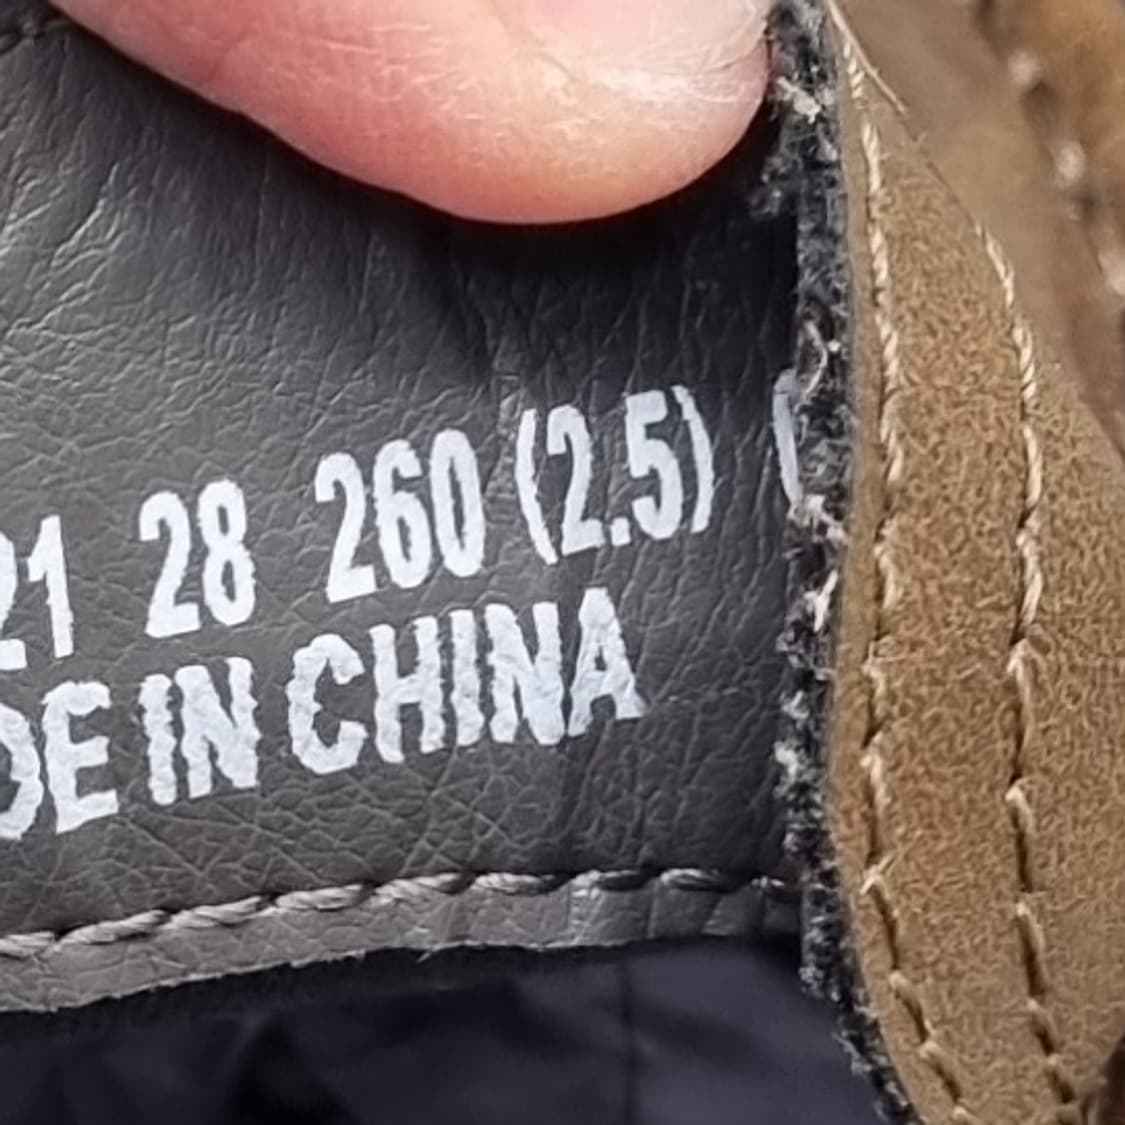 21 28 260 (2.5)
DE IN CHINA